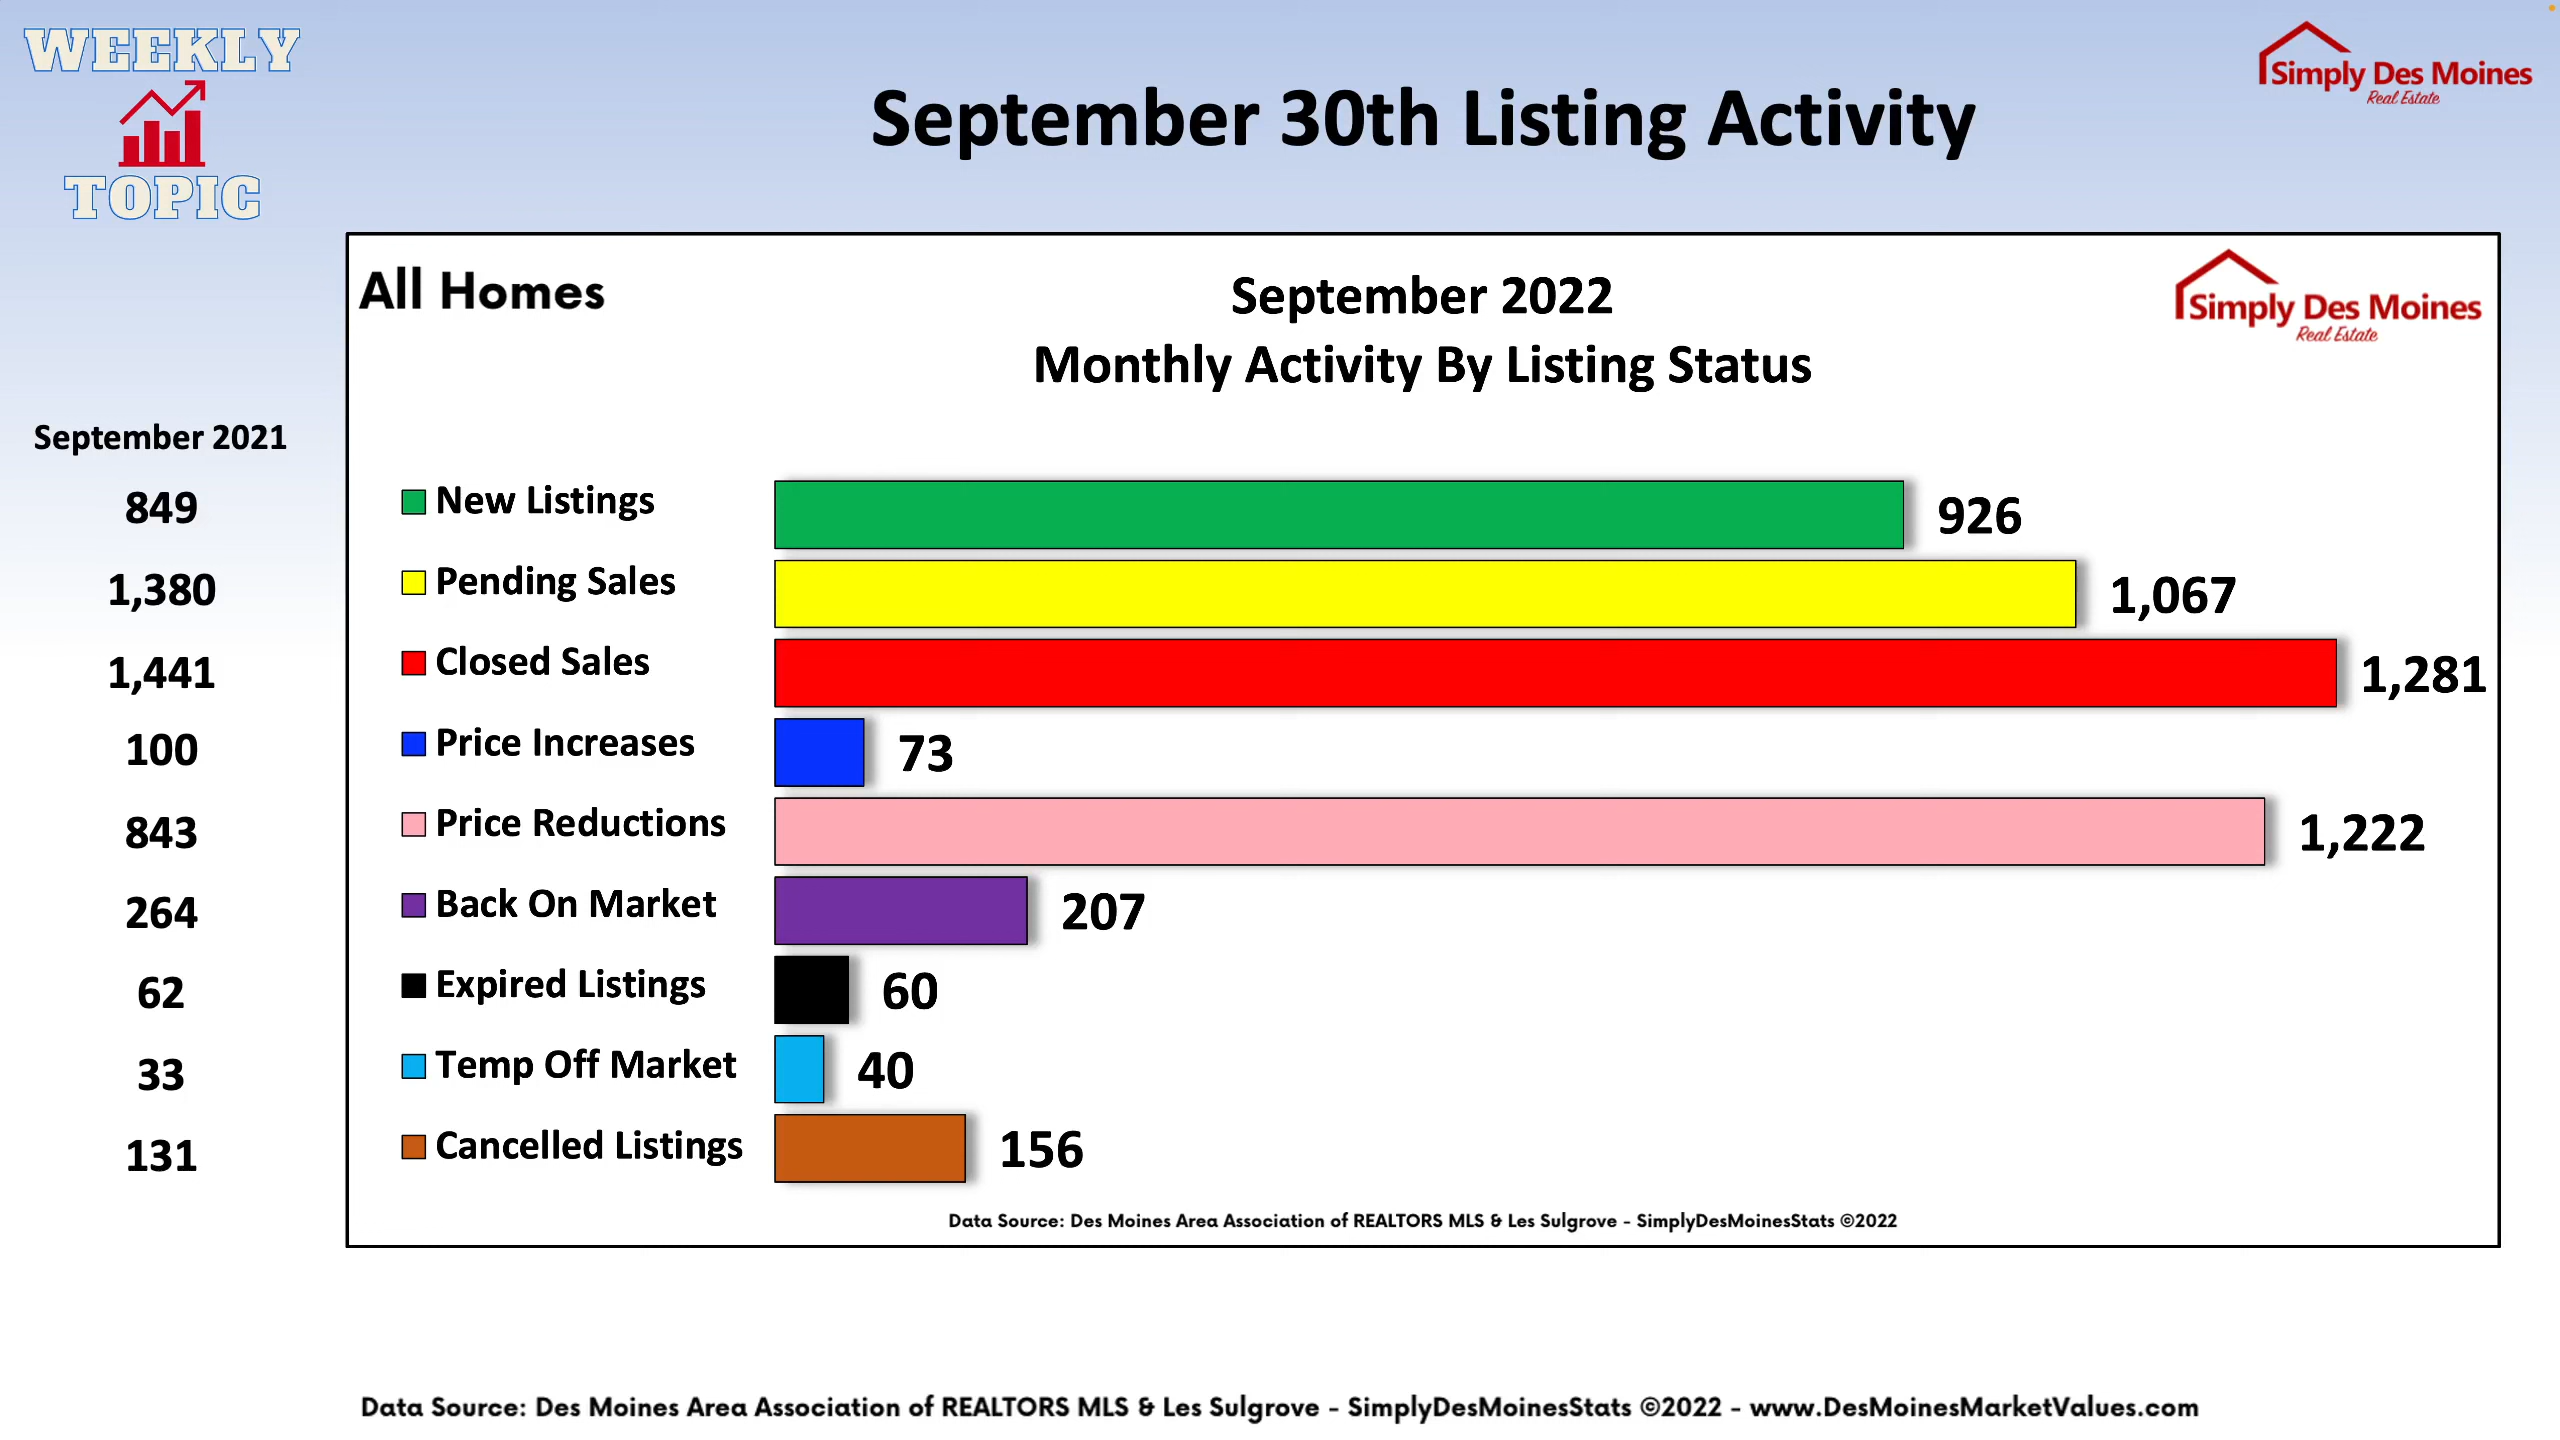 WEEKLY
TOPIC
September 30th Listing Activity
Simply Des Moines
Real Estate
All Homes
September 2022
Monthly Activity By Listing Status
Simply Des Moines
Real Estate
September 2021
849 New Listings 926
1,380 Pending Sales 1,067
1,441 Closed Sales 1,281
100 Price Increases 73
843 Price Reductions 1,222
264 Back On Market 207
62 Expired Listings 60
33 Temp Off Market 40
131 Cancelled Listings 156
Data Source: Des Moines Area Association of REALTORS MLS & Les Sulgrove - SimplyDesMoinesStats ©2022
Data Source: Des Moines Area Association of REALTORS MLS & Les Sulgrove - SimplyDesMoinesStats ©2022 - www.DesMoinesMarketValues.com